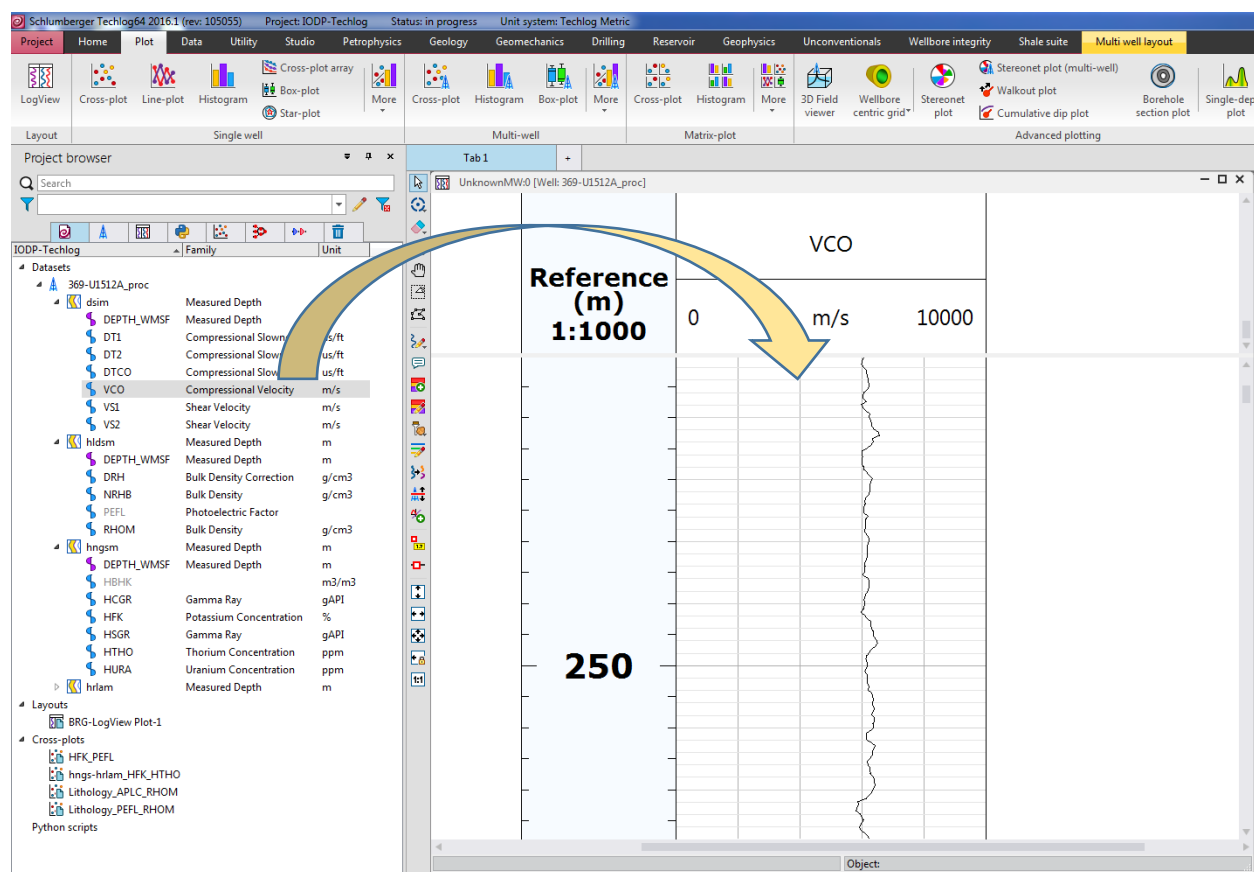 Schlumberger Techlog64 2016.1 (rev: 105055) Project: IODP-Techlog Status: in progress Unit system: Techlog Metric
Project Home Plot Data Utility Studio Petrophysics Geology Geomechanics Drilling Reservoir Geophysics Unconventionals Wellbore integrity Shale suite Multi well layout
LogView
Cross-plot
Line-plot
Histogram
Cross-plot array
Box-plot
Star-plot
More
Cross-plot
Histogram
Box-plot
More
Cross-plot
Histogram
More
3D Field
viewer
Wellbore
centric grid
Stereonet
plot
Stereonet plot (multi-well)
Walkout plot
Cumulative dip plot
Borehole
section plot
Single-dep
plot
Layout Single well Multi-well Matrix-plot Advanced plotting
Project browser
Search
IODP-Techlog Family Unit
Datasets
369-U1512A_proc
dsim Measured Depth
DEPTH_WMSF Measured Depth
DT1 Compressional Slown us/ft
DT2 Compressional Slow us/ft
DTCO Compressional Slow us/ft
VCO Compressional Velocity m/s
VS1 Shear Velocity m/s
VS2 Shear Velocity m/s
hldsm Measured Depth m
DEPTH_WMSF Measured Depth m
DRH Bulk Density Correction g/cm3
NRHB Bulk Density g/cm3
PEFL Photoelectric Factor
RHOM Bulk Density g/cm3
hngsm Measured Depth m
DEPTH_WMSF Measured Depth m
HBHK m3/m3
HCGR Gamma Ray gAPI
HFK Potassium Concentration %
HSGR Gamma Ray gAPI
HTHO Thorium Concentration ppm
HURA Uranium Concentration ppm
hrlam Measured Depth m
Layouts
BRG-LogView Plot-1
Cross-plots
HFK_PEFL
hngs-hrlam_HFK_HTHO
Lithology_APLC_RHOM
Lithology_PEFL_RHOM
Python scripts
Tab 1 +
UnknownMW:0 [Well: 369-U1512A_proc]
Reference
(m)
1:1000
VCO
0 m/s 10000
250
1:1
Object: